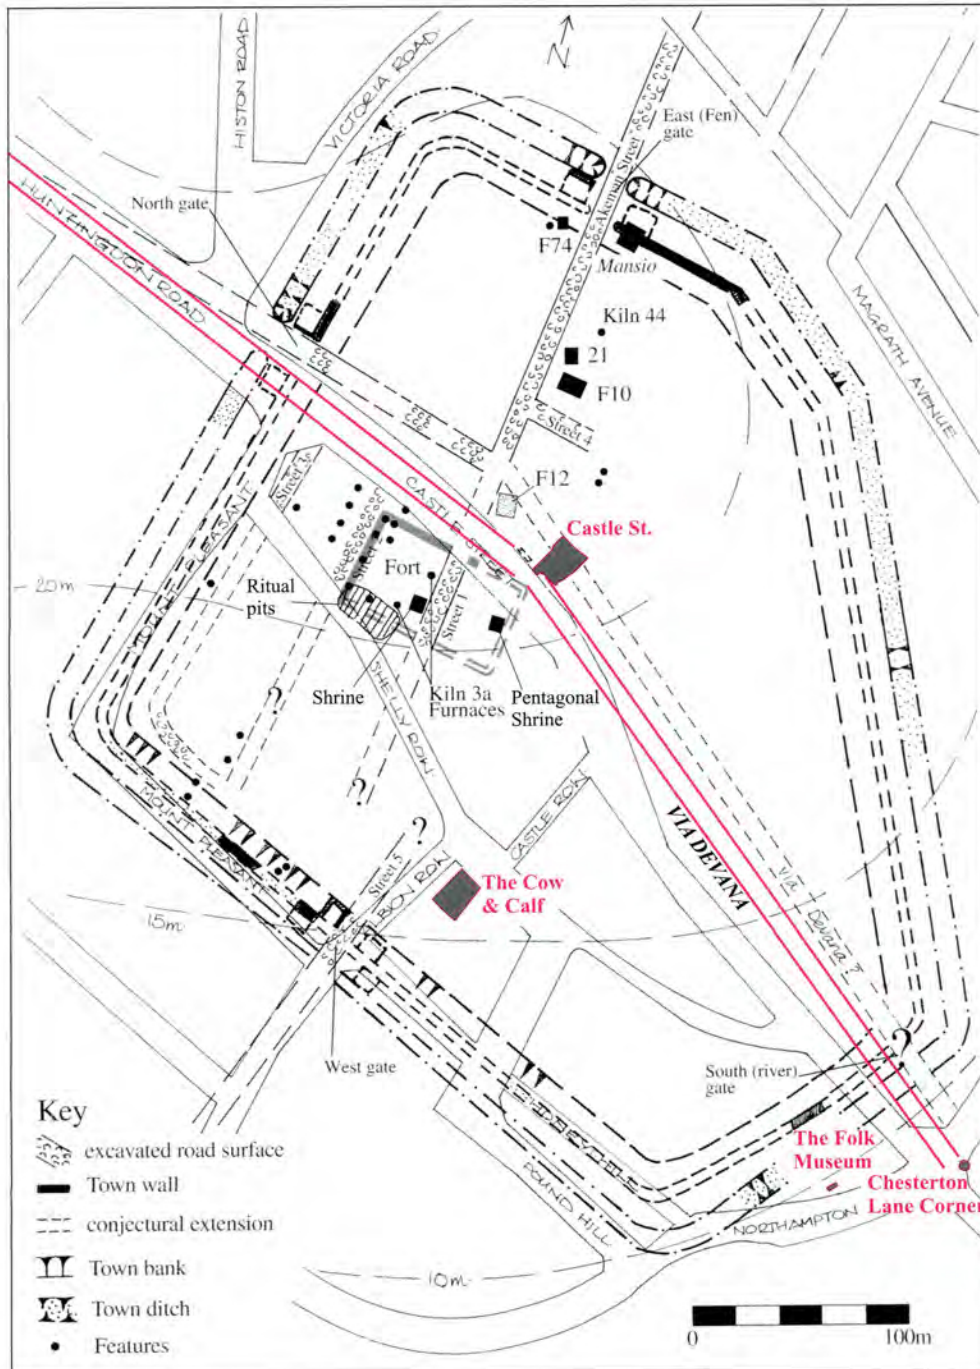 HISTON ROAD
VICTORIA ROAD
N
East (Fen)
gate
Akeman Street
North gate
HUNTINGDON ROAD
F74
Mansio
MAGRATH AVENUE
Kiln 44
21
F10
Street 4
F12
CASTLE STREET
Castle St.
Street 2
MOUNT PLEASANT
20m
Ritual
pits
Street
Fort
Street 1
SHELLY ROW
Shrine
Kiln 3a
Furnaces
Pentagonal
Shrine
?
?
?
CASTLE ROW
VIA DEVANA
Via Devana ?
MOUNT PLEASANT
Street 5
The Cow
& Calf
15m
West gate
?
South (river)
gate
The Folk
Museum
Chesterton
Lane Corner
POUND HILL
NORTHAMPTON
10m
Key
excavated road surface
Town wall
conjectural extension
Town bank
Town ditch
Features
0
100m